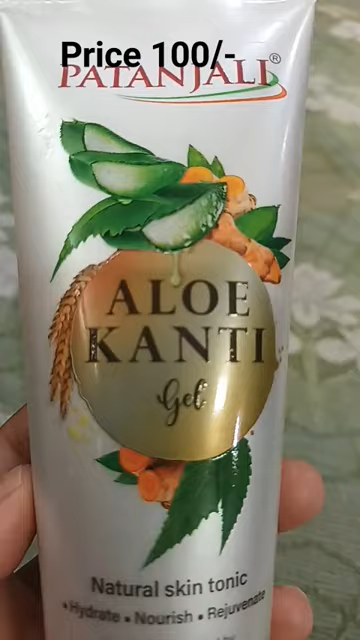 Price 100/-
PATANJALI®
ALOE
KANTI
Gel
Natural skin tonic
•Hydrate • Nourish • Rejuvenate